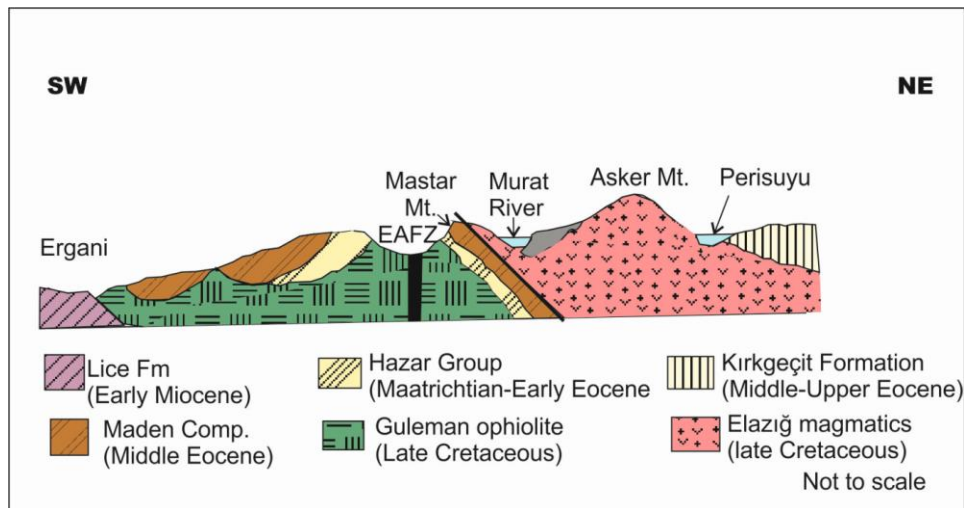 SW
NE
Mastar
Mt.
Murat
River
Asker Mt.
Perisuyu
EAFZ
Ergani
Lice Fm
(Early Miocene)
Hazar Group
(Maatrichtian-Early Eocene
Kırkgeçit Formation
(Middle-Upper Eocene)
Maden Comp.
(Middle Eocene)
Guleman ophiolite
(Late Cretaceous)
Elazığ magmatics
(late Cretaceous)
Not to scale